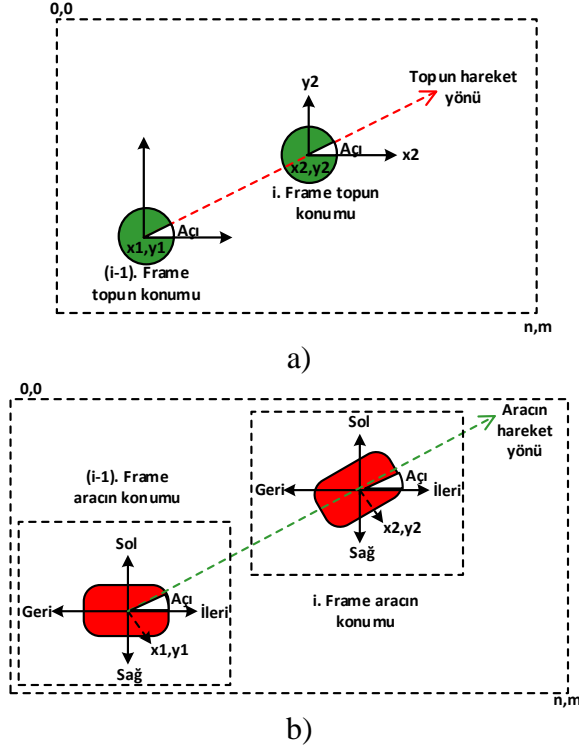 0,0
Topun hareket
yönü
y2
Açı
x2
x2,y2
i. Frame topun
konumu
Açı
x1,y1
(i-1). Frame
topun konumu
n,m
a)
0,0
Aracın
hareket
yönü
Sol
(i-1). Frame
aracın konumu
Açı
Geri
İleri
x2,y2
Sağ
Sol
i. Frame aracın
konumu
Açı
Geri
İleri
x1,y1
Sağ
n,m
b)